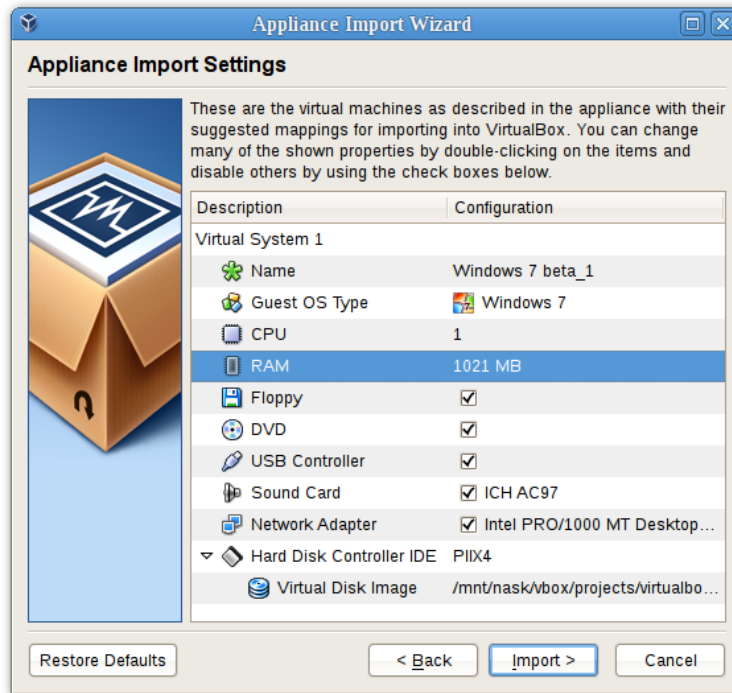 Appliance Import Wizard
Appliance Import Settings
These are the virtual machines as described in the appliance with their
suggested mappings for importing into VirtualBox. You can change
many of the shown properties by double-clicking on the items and
disable others by using the check boxes below.
Description Configuration
Virtual System 1
Name Windows 7 beta_1
Guest OS Type Windows 7
CPU 1
RAM 1021 MB
Floppy
DVD
USB Controller
Sound Card ICH AC97
Network Adapter Intel PRO/1000 MT Desktop...
Hard Disk Controller IDE PIIX4
Virtual Disk Image /mnt/nask/vbox/projects/virtualbo...
Restore Defaults < Back Import > Cancel